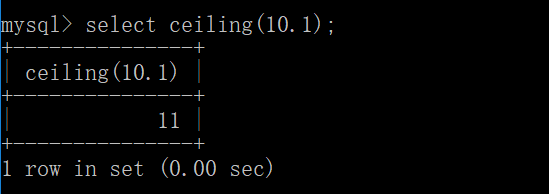 mysql> select ceiling(10.1);
+---------------+
| ceiling(10.1) |
+---------------+
|            11 |
+---------------+
1 row in set (0.00 sec)